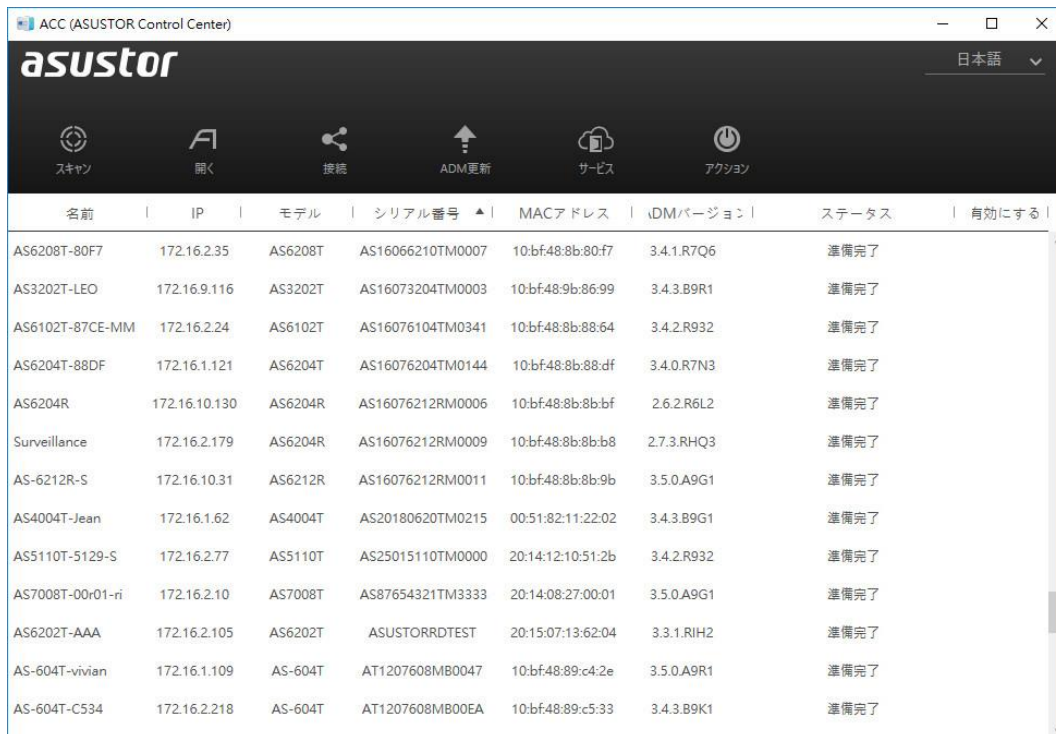 ACC (ASUSTOR Control Center)
asustor
日本語
スキャン 開く 接続 ADM更新 サービス アクション
名前 IP モデル シリアル番号 ▲ MACアドレス ADMバージョン ステータス 有効にする
AS6208T-80F7 172.16.2.35 AS6208T AS16066210TM0007 10:bf:48:8b:80:f7 3.4.1.R7Q6 準備完了
AS3202T-LEO 172.16.9.116 AS3202T AS16073204TM0003 10:bf:48:9b:86:99 3.4.3.B9R1 準備完了
AS6102T-87CE-MM 172.16.2.24 AS6102T AS16076104TM0341 10:bf:48:8b:88:64 3.4.2.R932 準備完了
AS6204T-88DF 172.16.1.121 AS6204T AS16076204TM0144 10:bf:48:8b:88:df 3.4.0.R7N3 準備完了
AS6204R 172.16.10.130 AS6204R AS16076212RM0006 10:bf:48:8b:8b:bf 2.6.2.R6L2 準備完了
Surveillance 172.16.2.179 AS6204R AS16076212RM0009 10:bf:48:8b:8b:b8 2.7.3.RHQ3 準備完了
AS-6212R-S 172.16.10.31 AS6212R AS16076212RM0011 10:bf:48:8b:8b:9b 3.5.0.A9G1 準備完了
AS4004T-Jean 172.16.1.62 AS4004T AS20180620TM0215 00:51:82:11:22:02 3.4.3.B9G1 準備完了
AS5110T-5129-S 172.16.2.77 AS5110T AS25015110TM0000 20:14:12:10:51:2b 3.4.2.R932 準備完了
AS7008T-00r01-ri 172.16.2.10 AS7008T AS87654321TM3333 20:14:08:27:00:01 3.5.0.A9G1 準備完了
AS6202T-AAA 172.16.2.105 AS6202T ASUSTORRDTEST 20:15:07:13:62:04 3.3.1.RIH2 準備完了
AS-604T-vivian 172.16.1.109 AS-604T AT1207608MB0047 10:bf:48:89:c4:2e 3.5.0.A9R1 準備完了
AS-604T-C534 172.16.2.218 AS-604T AT1207608MB00EA 10:bf:48:89:c5:33 3.4.3.B9K1 準備完了